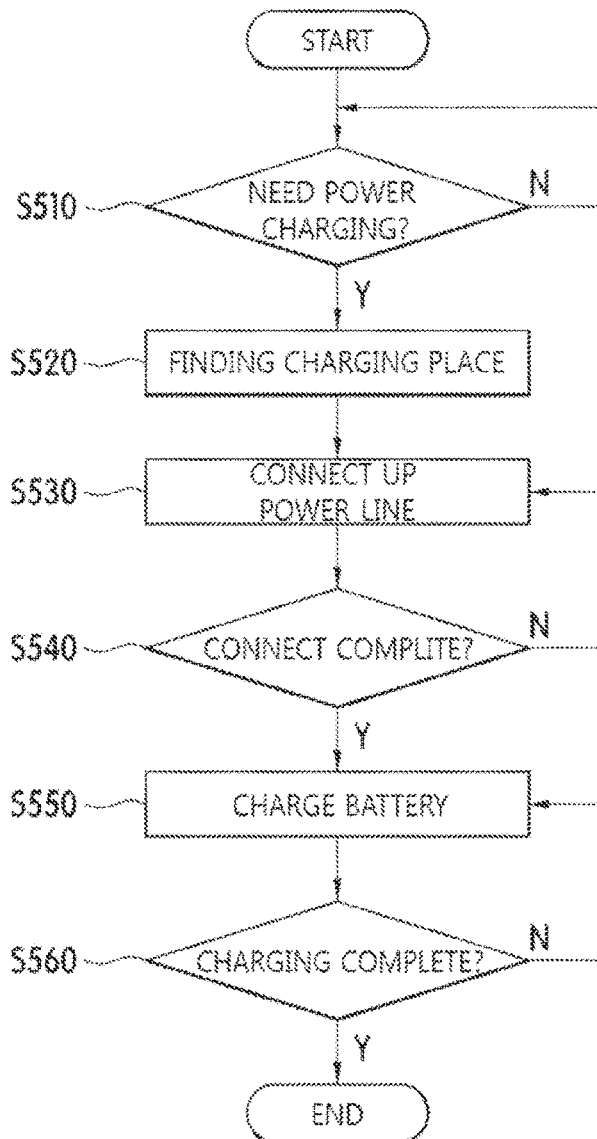 START
S510
NEED POWER
CHARGING?
N
Y
S520
FINDING CHARGING PLACE
S530
CONNECT UP
POWER LINE
S540
CONNECT COMPLITE?
N
Y
S550
CHARGE BATTERY
S560
CHARGING COMPLETE?
N
Y
END